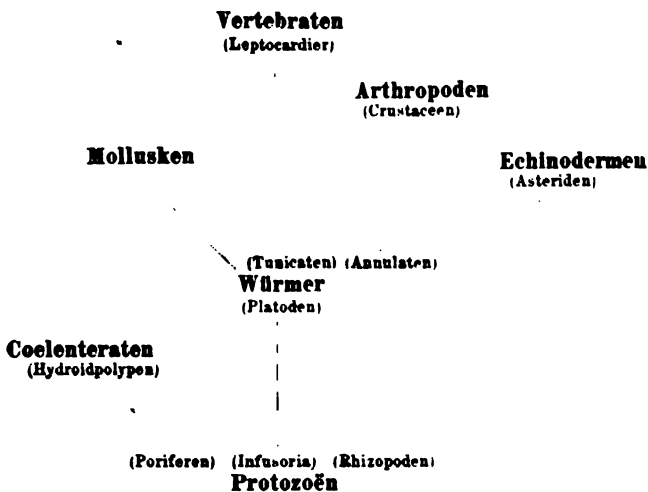 Vertebraten
(Leptocardier)
Arthropoden
(Crustaceen)
Mollusken
Echinodermen
(Asteriden)
(Tunicaten) (Annulaten)
Würmer
(Platoden)
Coelenteraten
(Hydroidpolypen)
(Poriferen) (Infusoria) (Rhizopoden)
Protozoën